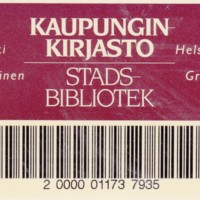 KAUPUNGIN-
KIRJASTO
STADS-
BIBLIOTEK
2 0000 01173 7935